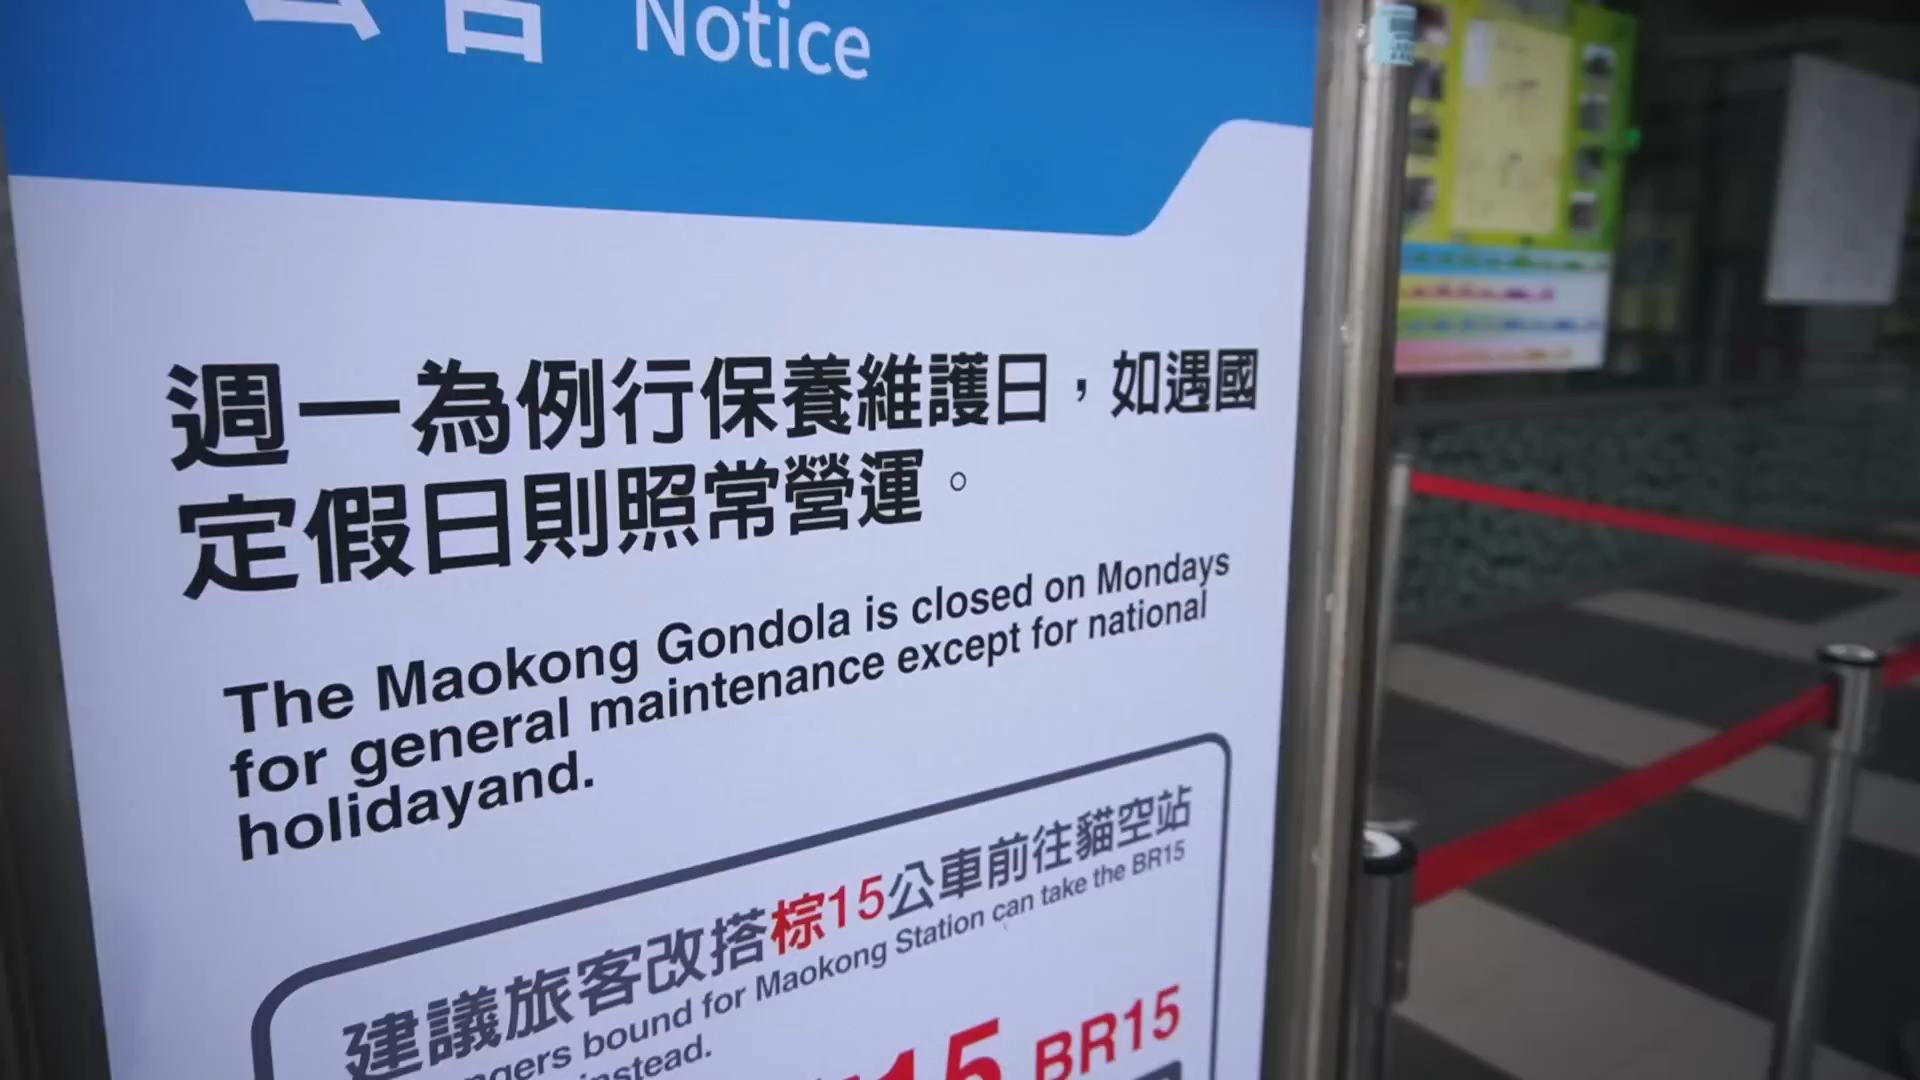 公告 Notice
週一為例行保養維護日，如遇國
定假日則照常營運。
The Maokong Gondola is closed on Mondays
for general maintenance except for national
holidayand.
建議旅客改搭棕15公車前往貓空站
bound for Maokong Station can take the BR15
instead.
15 BR15